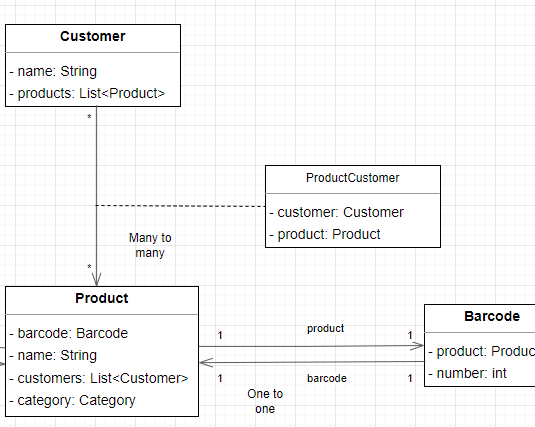 Customer
- name: String
- products: List<Product>
*
ProductCustomer
- customer: Customer
- product: Product
Many to
many
*
Product
- barcode: Barcode
- name: String
- customers: List<Customer>
- category: Category
1
product
1
1
barcode
1
One to
one
Barcode
- product: Produc
- number: int